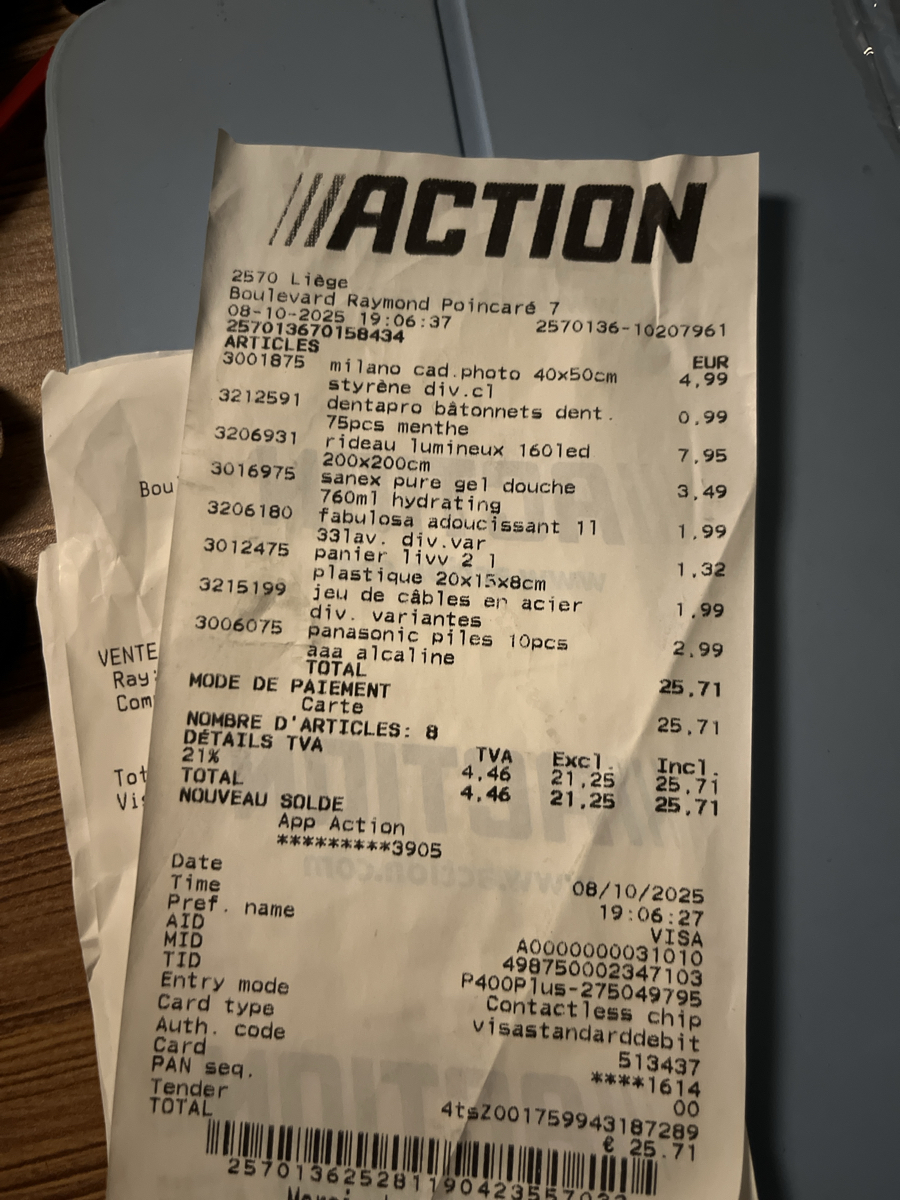 ACTION
2570 Liège
Boulevard Raymond Poincaré 7
08-10-2025 19:06:37 2570136-10207961
257013670158434
ARTICLES EUR
3001875 milano cad.photo 40x50cm 4,99
styrène div.cl
3212591 dentapro bâtonnets dent. 0,99
75pcs menthe
3206931 rideau lumineux 160led 7,95
200x200cm
3016975 sanex pure gel douche 3,49
760ml hydrating
3206180 fabulosa adoucissant 1l 1,99
33lav. div.var
3012475 panier livv 2 l 1,32
plastique 20x15x8cm
3215199 jeu de câbles en acier 1,99
div. variantes
3006075 panasonic piles 10pcs 2,99
aaa alcaline
TOTAL 25,71
MODE DE PAIEMENT
Carte 25,71
NOMBRE D'ARTICLES: 8
DÉTAILS TVA TVA Excl. Incl.
21% 4,46 21,25 25,71
TOTAL 4,46 21,25 25,71
NOUVEAU SOLDE
App Action
*********3905
Date 08/10/2025
Time 19:06:27
Pref. name VISA
AID A0000000031010
MID 498750002347103
TID P400Plus-275049795
Entry mode Contactless chip
Card type visastandarddebit
Auth. code 513437
Card ****1614
PAN seq. 00
Tender 4tsZ001759943187289
TOTAL € 25.71
Bou
VENTE
Ray
Com
Tot
Vis